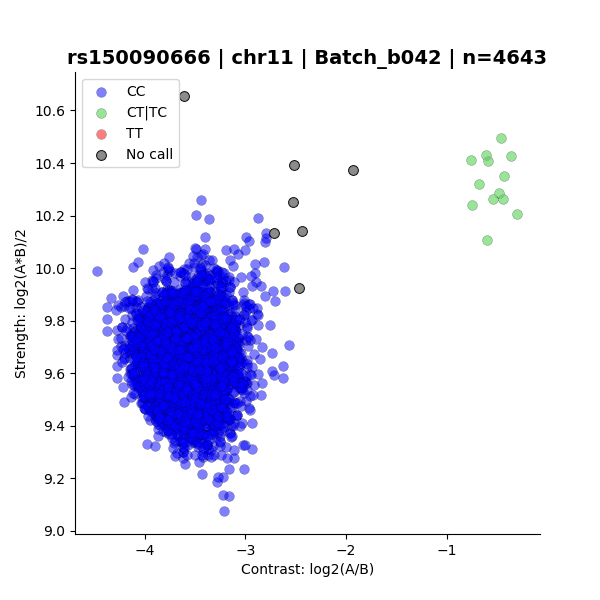 rs150090666 | chr11 | Batch_b042 | n=4643
CC
CT|TC
TT
No call
10.6
10.4
10.2
10.0
9.8
9.6
9.4
9.2
9.0
Strength: log2(A*B)/2
−4
−3
−2
−1
Contrast: log2(A/B)